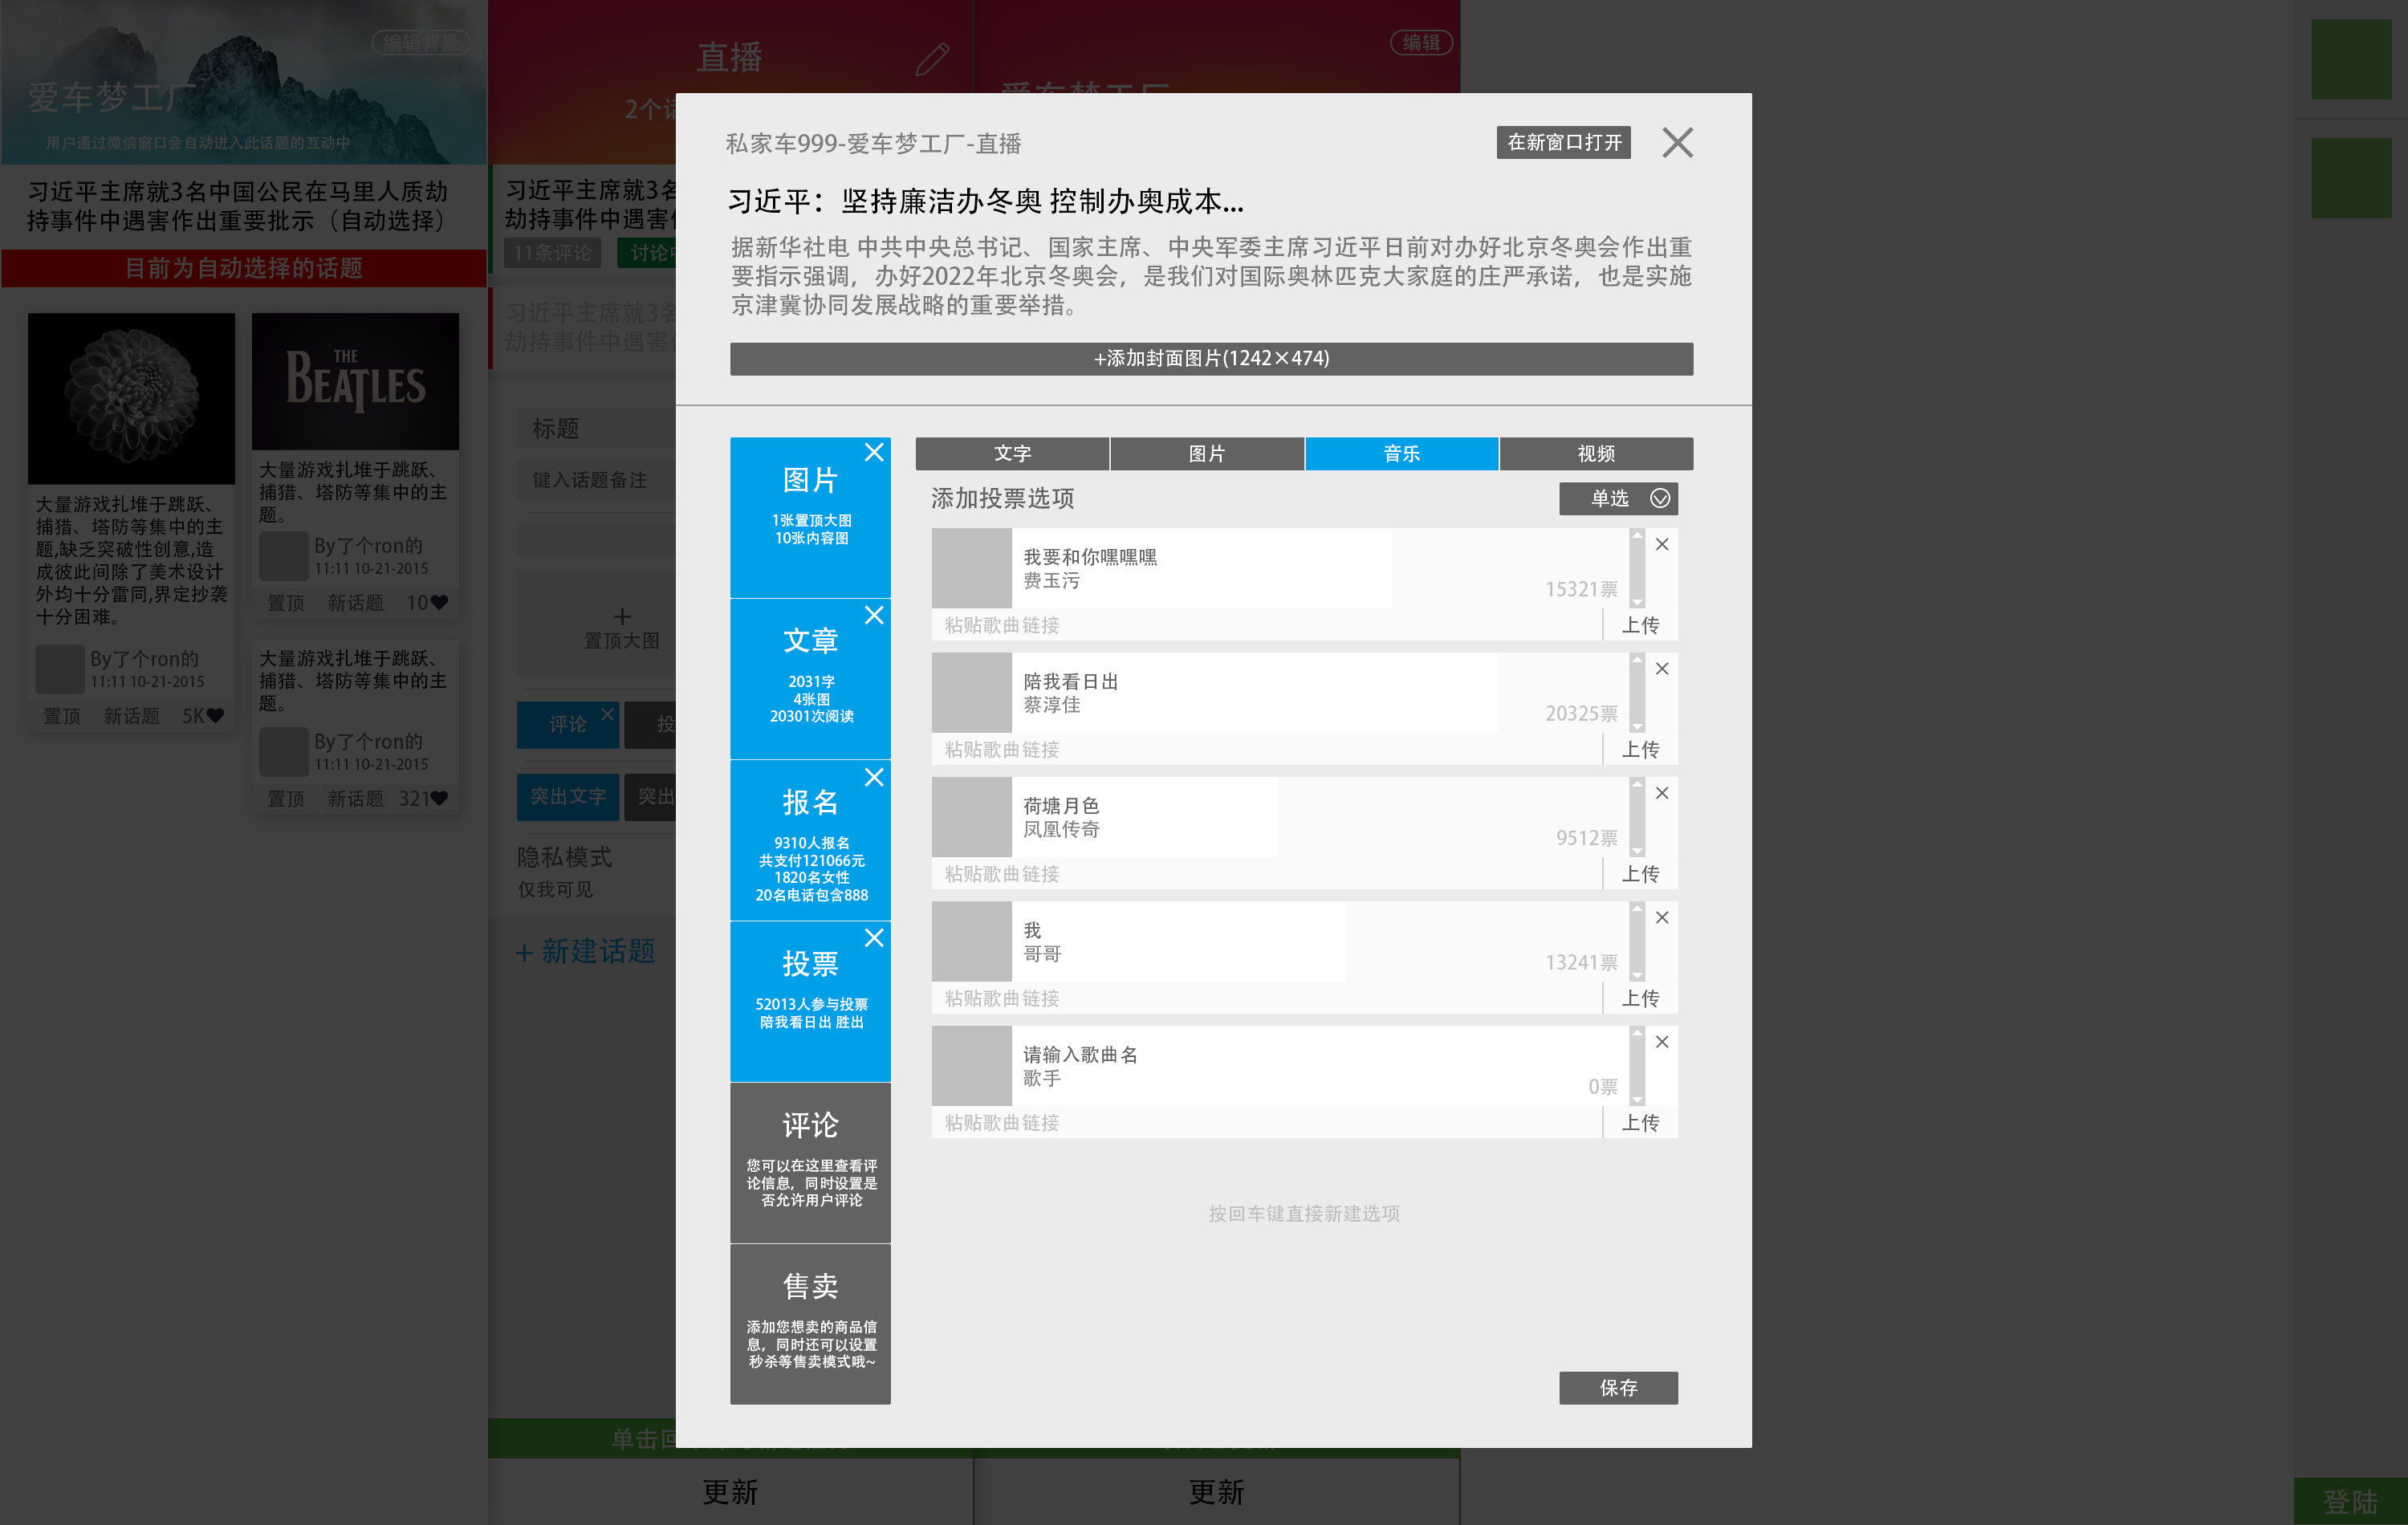 编辑背景
爱车梦工厂
用户通过微信窗口会自动进入此话题的互动中
习近平主席就3名中国公民在马里人质劫
持事件中遇害作出重要批示（自动选择）
目前为自动选择的话题
大量游戏扎堆于跳跃、
捕猎、塔防等集中的主
题,缺乏突破性创意,造
成彼此间除了美术设计
外均十分雷同,界定抄袭
十分困难。
By了个ron的
11:11 10-21-2015
置顶 新话题 5K
THE
BEATLES
大量游戏扎堆于跳跃、
捕猎、塔防等集中的主
题。
By了个ron的
11:11 10-21-2015
置顶 新话题 10
大量游戏扎堆于跳跃、
捕猎、塔防等集中的主
题。
By了个ron的
11:11 10-21-2015
置顶 新话题 321
直播
2个话
习近平主席就3名
劫持事件中遇害
11条评论 讨论中
习近平主席就3名
劫持事件中遇害
标题
键入话题备注
+
置顶大图
评论 投
突出文字 突出
隐私模式
仅我可见
+ 新建话题
单击回
更新
编辑
爱车梦工厂
更新
登陆
私家车999-爱车梦工厂-直播
在新窗口打开
习近平：坚持廉洁办冬奥 控制办奥成本...
据新华社电 中共中央总书记、国家主席、中央军委主席习近平日前对办好北京冬奥会作出重
要指示强调，办好2022年北京冬奥会，是我们对国际奥林匹克大家庭的庄严承诺，也是实施
京津冀协同发展战略的重要举措。
+添加封面图片(1242×474)
图片
1张置顶大图
10张内容图
文章
2031字
4张图
20301次阅读
报名
9310人报名
共支付121066元
1820名女性
20名电话包含888
投票
52013人参与投票
陪我看日出 胜出
评论
您可以在这里查看评
论信息，同时设置是
否允许用户评论
售卖
添加您想卖的商品信
息，同时还可以设置
秒杀等售卖模式哦~
文字 图片 音乐 视频
添加投票选项
单选
我要和你嘿嘿嘿
费玉污
15321票
粘贴歌曲链接 上传
陪我看日出
蔡淳佳
20325票
粘贴歌曲链接 上传
荷塘月色
凤凰传奇
9512票
粘贴歌曲链接 上传
我
哥哥
13241票
粘贴歌曲链接 上传
请输入歌曲名
歌手
0票
粘贴歌曲链接 上传
按回车键直接新建选项
保存